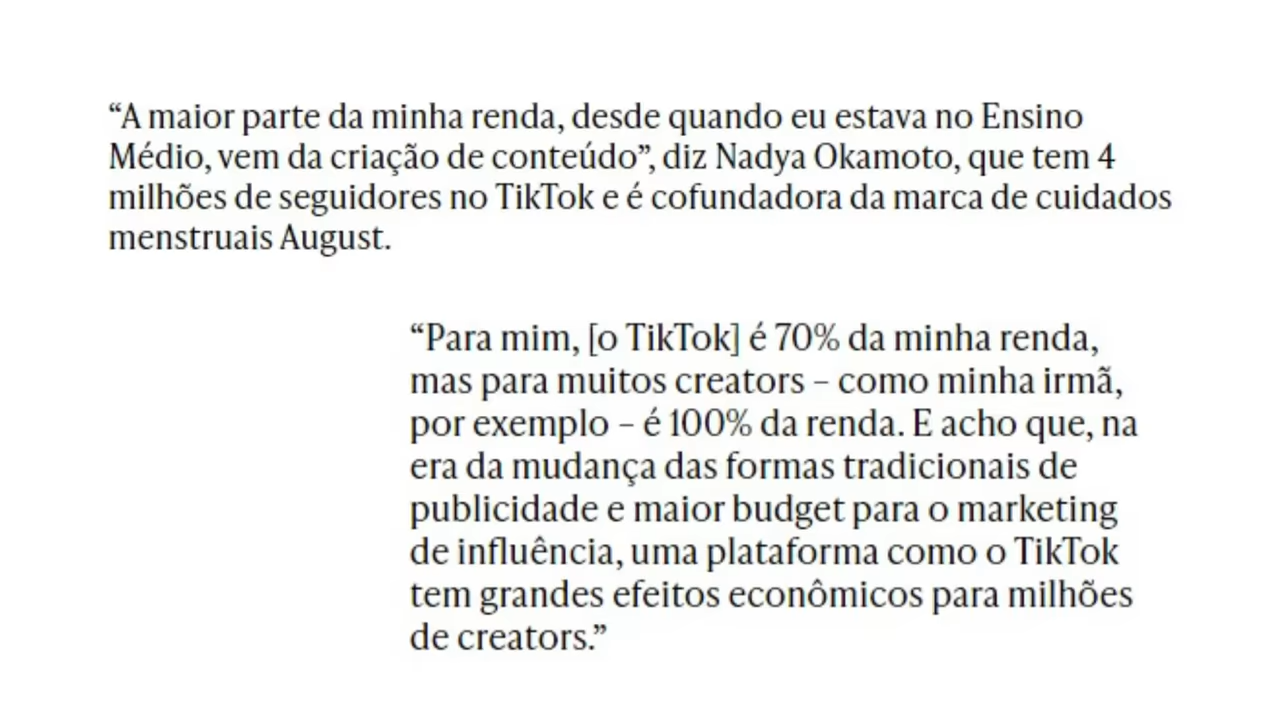 “A maior parte da minha renda, desde quando eu estava no Ensino
Médio, vem da criação de conteúdo”, diz Nadya Okamoto, que tem 4
milhões de seguidores no TikTok e é cofundadora da marca de cuidados
menstruais August.
“Para mim, [o TikTok] é 70% da minha renda,
mas para muitos creators – como minha irmã,
por exemplo – é 100% da renda. E acho que, na
era da mudança das formas tradicionais de
publicidade e maior budget para o marketing
de influência, uma plataforma como o TikTok
tem grandes efeitos econômicos para milhões
de creators.”